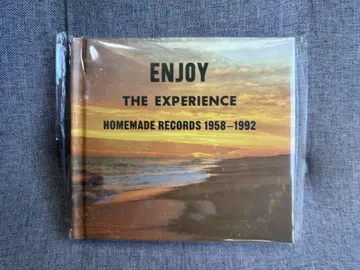 ENJOY
THE EXPERIENCE
HOMEMADE RECORDS 1958–1992